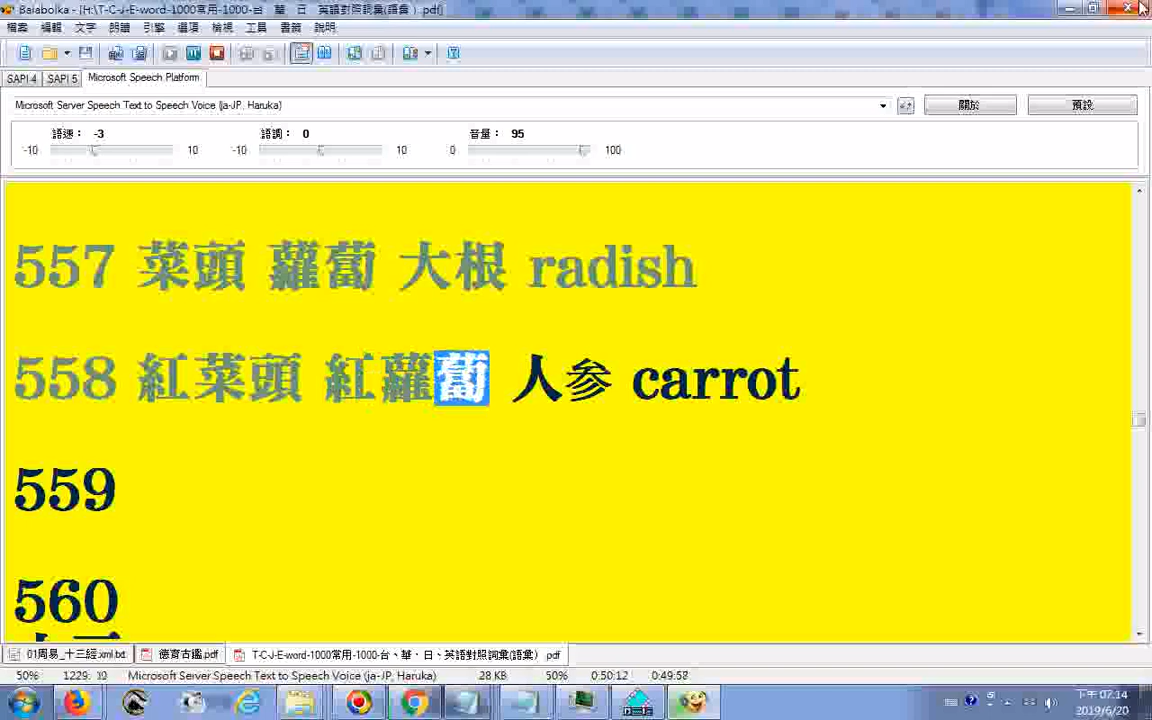 Balabolka - [H:\T-C-J-E-word-1000常用-1000-台、華、日、英語對照詞彙(語彙).pdf]
檔案 編輯 文字 朗讀 引擎 選項 檢視 工具 書籤 說明
SAPI 4 SAPI 5 Microsoft Speech Platform
Microsoft Server Speech Text to Speech Voice (ja-JP, Haruka) 關於 預設
語速： -3 語調： 0 音量： 95
-10 10 -10 10 0 100
557 菜頭 蘿蔔 大根 radish
558 紅菜頭 紅蘿蔔 人参 carrot
559
560
01周易_十三經.xml.bd 德育古鑑.pdf T-C-J-E-word-1000常用-1000-台、華、日、英語對照詞彙(語彙) pdf
50% Microsoft Server Speech Text to Speech Voice (ja-JP, Haruka) 28 KB 50% 0:50:12 0:49:58
下午 07:14
2019/6/20